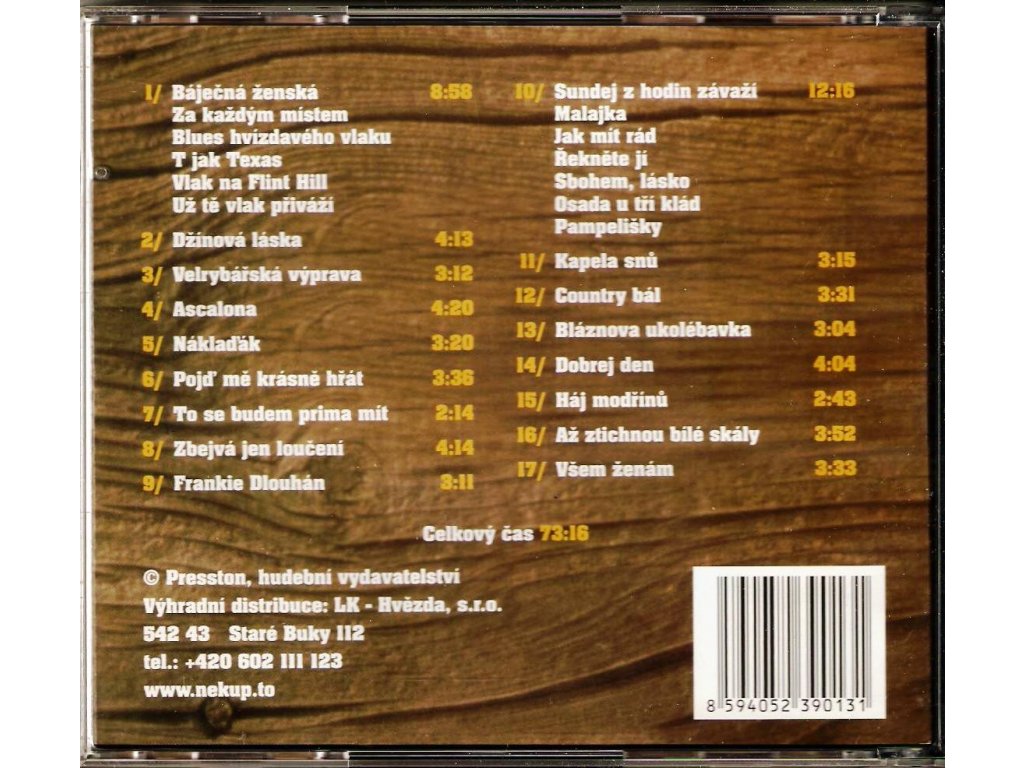 1/ Báječná ženská 8:58
Za každým místem
Blues hvízdavého vlaku
T jak Texas
Vlak na Flint Hill
Už tě vlak přiváží
2/ Džínová láska 4:13
3/ Velrybářská výprava 3:12
4/ Ascalona 4:20
5/ Náklaďák 3:20
6/ Pojď mě krásně hřát 3:36
7/ To se budem prima mít 2:14
8/ Zbejvá jen loučení 4:14
9/ Frankie Dlouhán 3:11
10/ Sundej z hodin závaží 12:16
Malajka
Jak mít rád
Řekněte jí
Sbohem, lásko
Osada u tří klád
Pampelišky
11/ Kapela snů 3:15
12/ Country bál 3:31
13/ Bláznova ukolébavka 3:04
14/ Dobrej den 4:04
15/ Háj modřínů 2:43
16/ Až ztichnou bílé skály 3:52
17/ Všem ženám 3:33
Celkový čas 73:16
© Presston, hudební vydavatelství
Výhradní distribuce: LK - Hvězda, s.r.o.
542 43 Staré Buky 112
tel.: +420 602 111 123
www.nekup.to
8 594052 390131